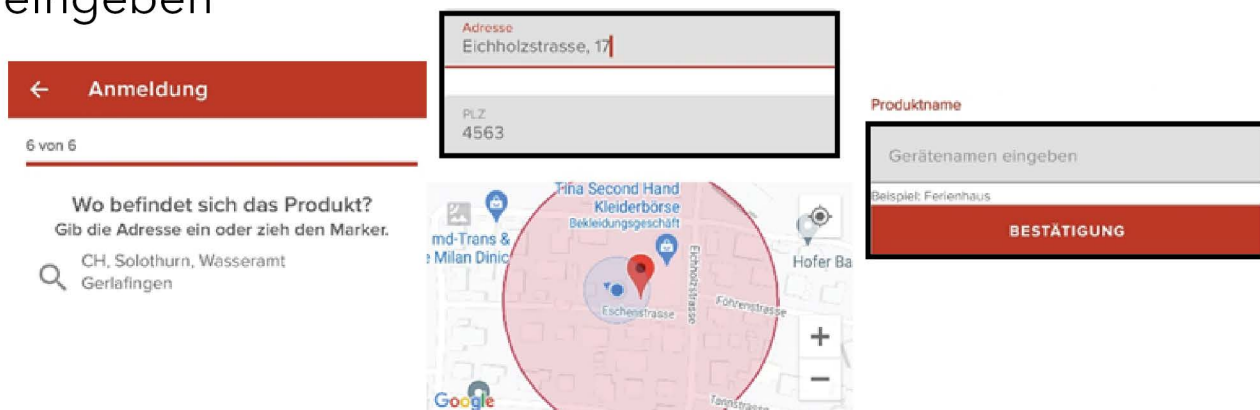 eingeben
Anmeldung
6 von 6
Wo befindet sich das Produkt?
Gib die Adresse ein oder zieh den Marker.
CH, Solothurn, Wasseramt
Gerlafingen
Adresse
Eichholzstrasse, 17
PLZ
4563
Tina Second Hand
Kleiderbörse
Bekleidungsgeschäft
md-Trans &
Milan Dinic
Eichholzstrasse
Hofer Ba
Föhrenstrasse
Eschenstrasse
Tannstrasse
Google
Produktname
Gerätenamen eingeben
Beispiel: Ferienhaus
BESTÄTIGUNG